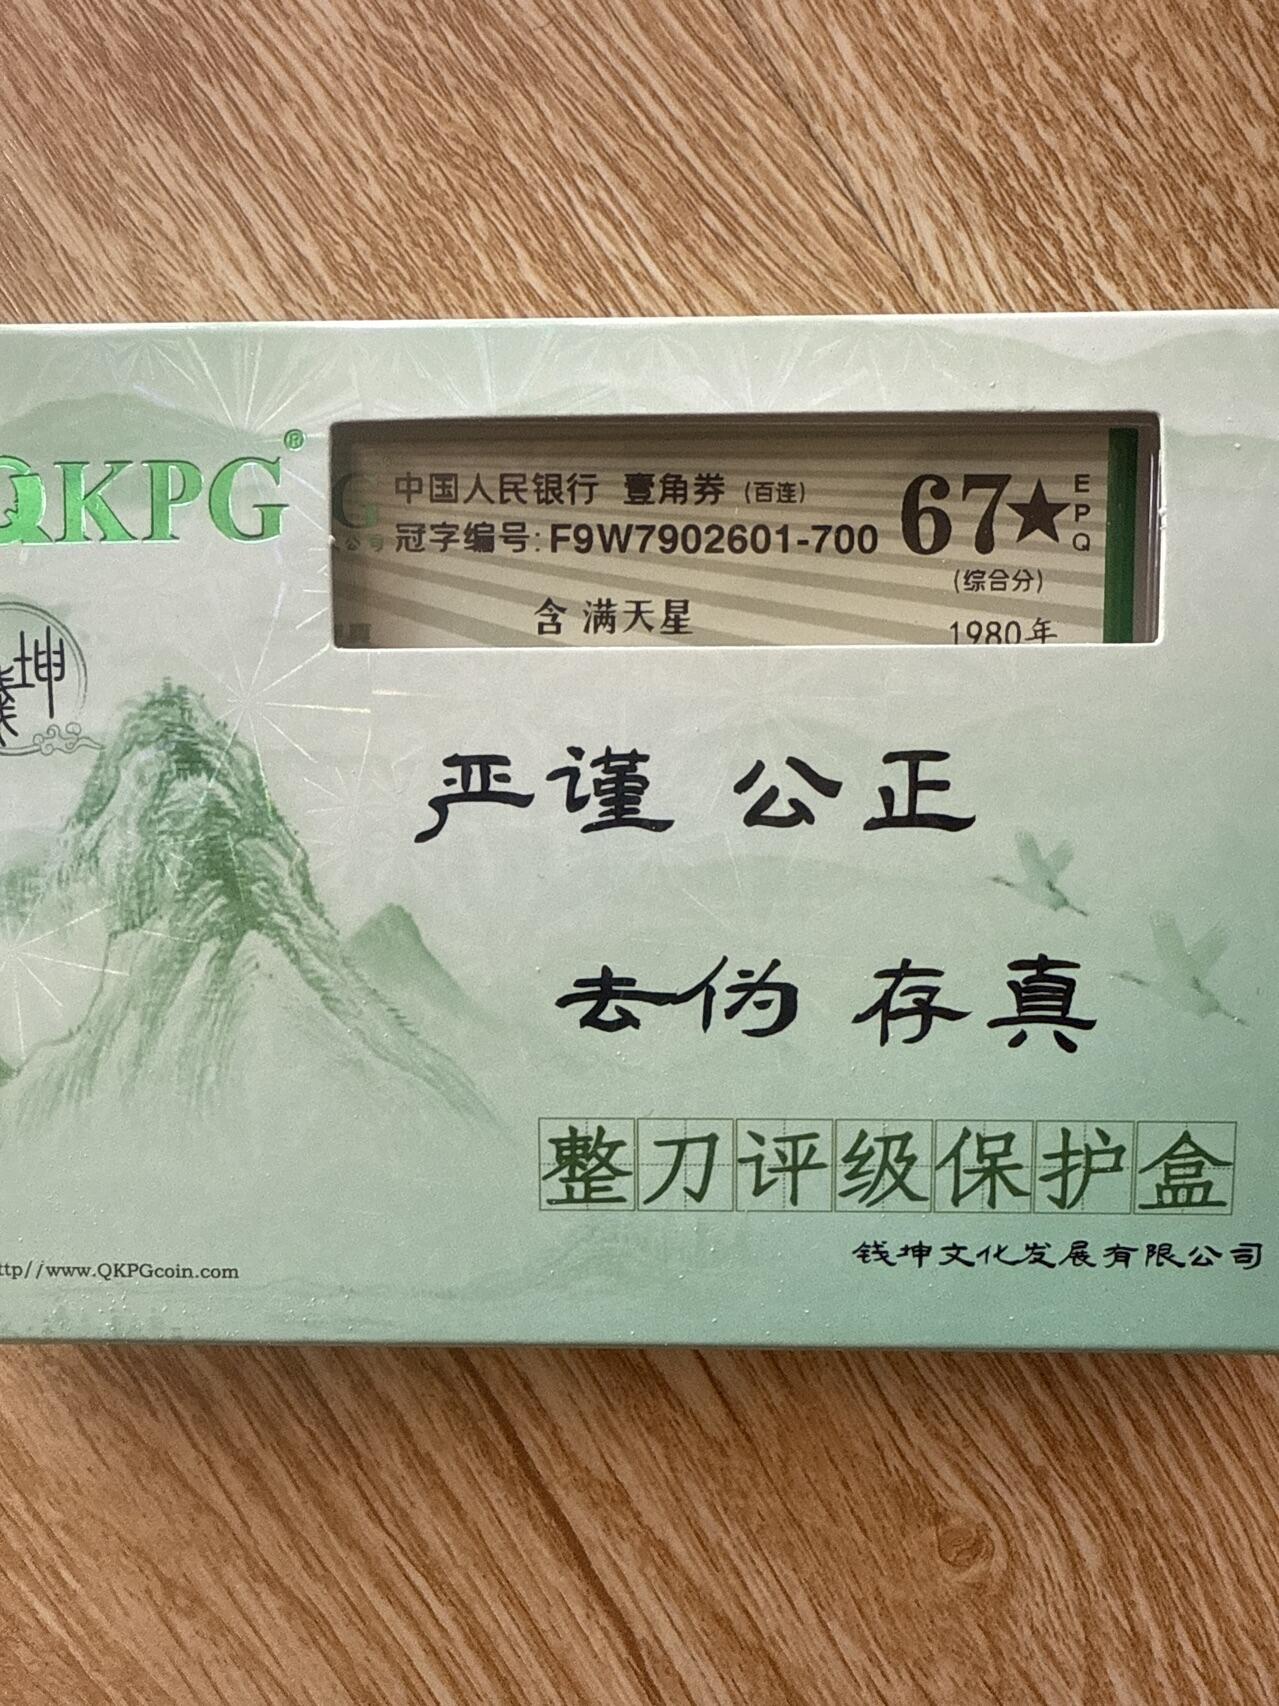 QKPG®
中国人民银行 壹角券 (百连)
冠字编号:F9W7902601-700
67★
EPQ
(综合分)
含 满天星
1980年
坤
严谨 公正
去伪 存真
整刀评级保护盒
钱坤文化发展有限公司
ttp//www.QKPGcoin.com